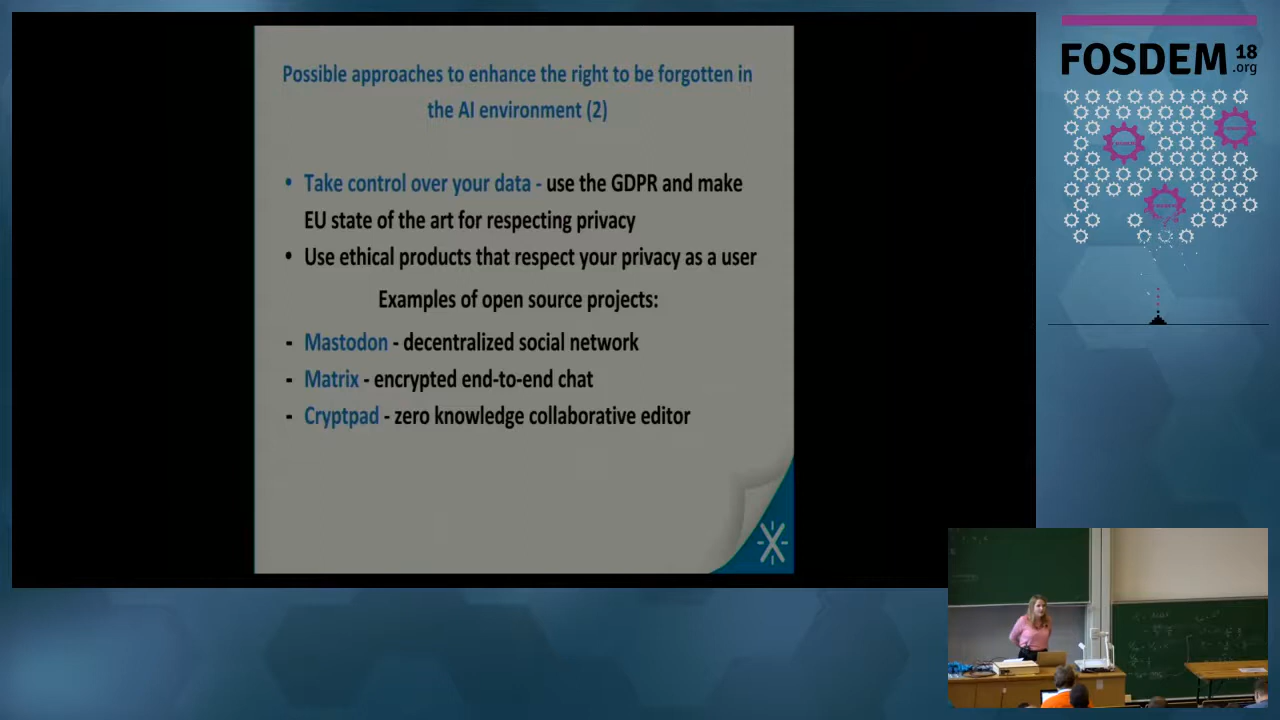 Possible approaches to enhance the right to be forgotten in
the AI environment (2)
• Take control over your data - use the GDPR and make
EU state of the art for respecting privacy
• Use ethical products that respect your privacy as a user
Examples of open source projects:
- Mastodon - decentralized social network
- Matrix - encrypted end-to-end chat
- Cryptpad - zero knowledge collaborative editor
FOSDEM 18
.org